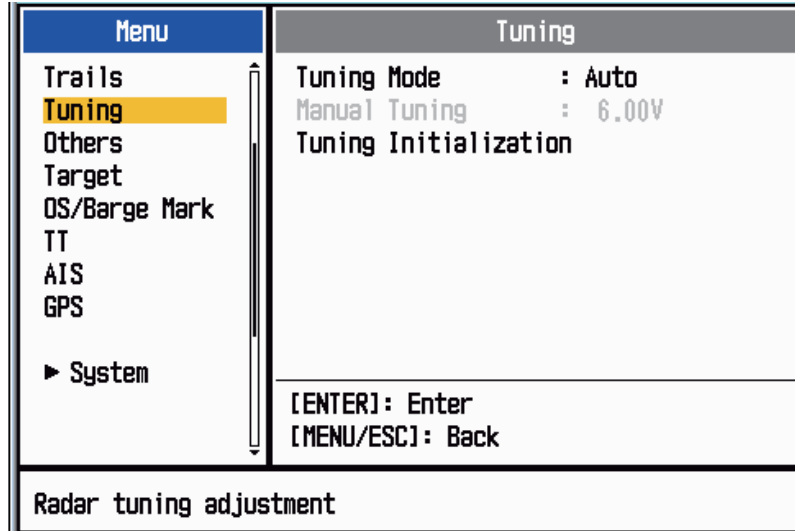 Menu
Trails
Tuning
Others
Target
OS/Barge Mark
TT
AIS
GPS
► System
Tuning
Tuning Mode : Auto
Manual Tuning : 6.00V
Tuning Initialization
[ENTER]: Enter
[MENU/ESC]: Back
Radar tuning adjustment